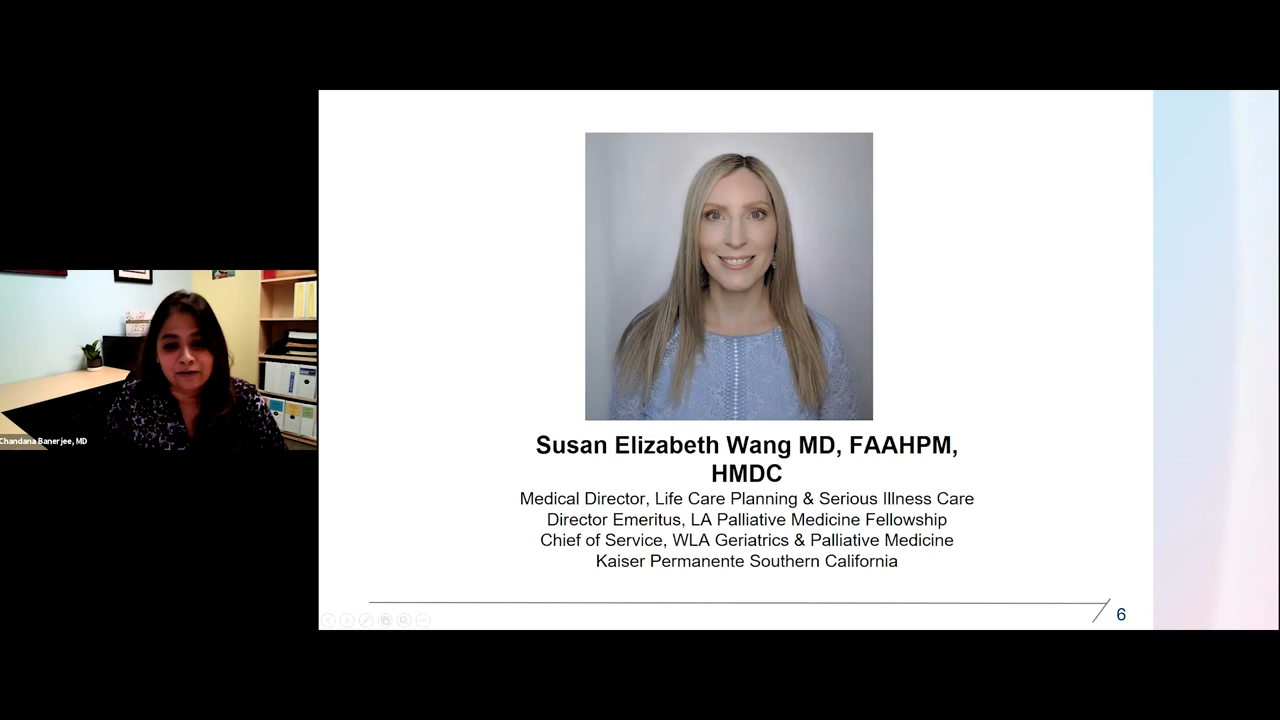 Susan Elizabeth Wang MD, FAAHPM,
HMDC
Medical Director, Life Care Planning & Serious Illness Care
Director Emeritus, LA Palliative Medicine Fellowship
Chief of Service, WLA Geriatrics & Palliative Medicine
Kaiser Permanente Southern California
6
Chandana Banerjee, MD